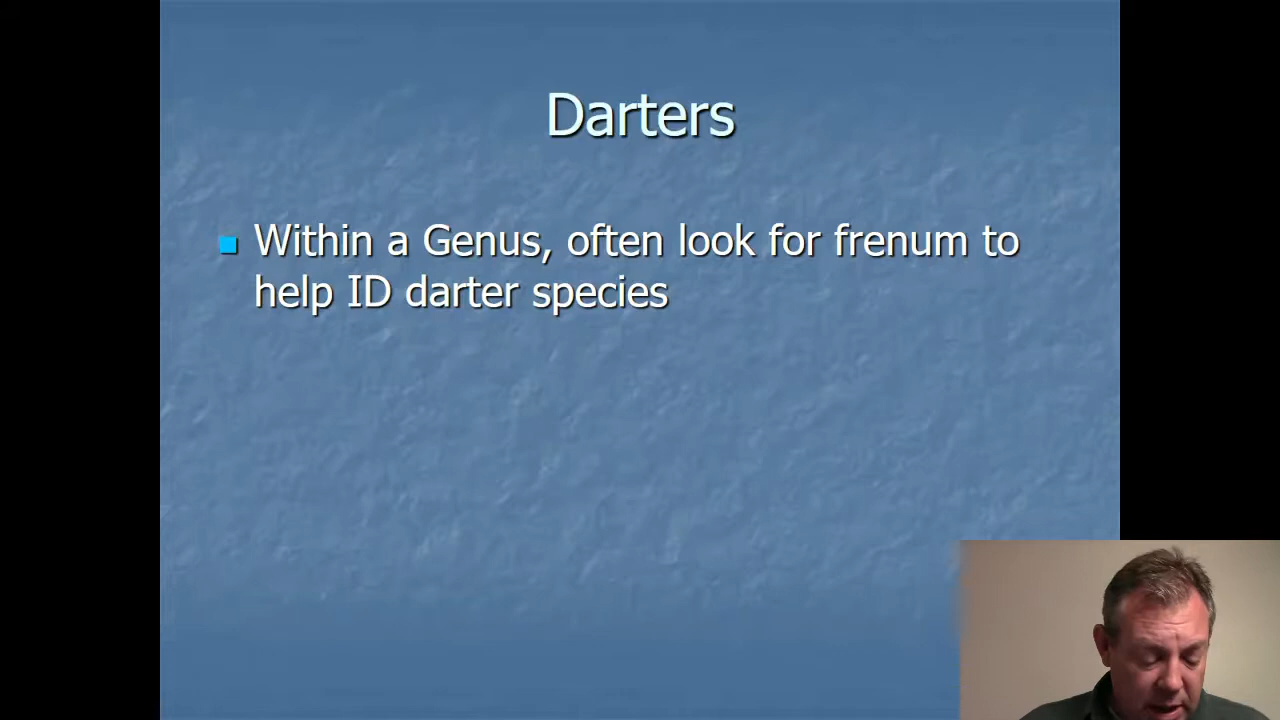 Darters
Within a Genus, often look for frenum to
help ID darter species